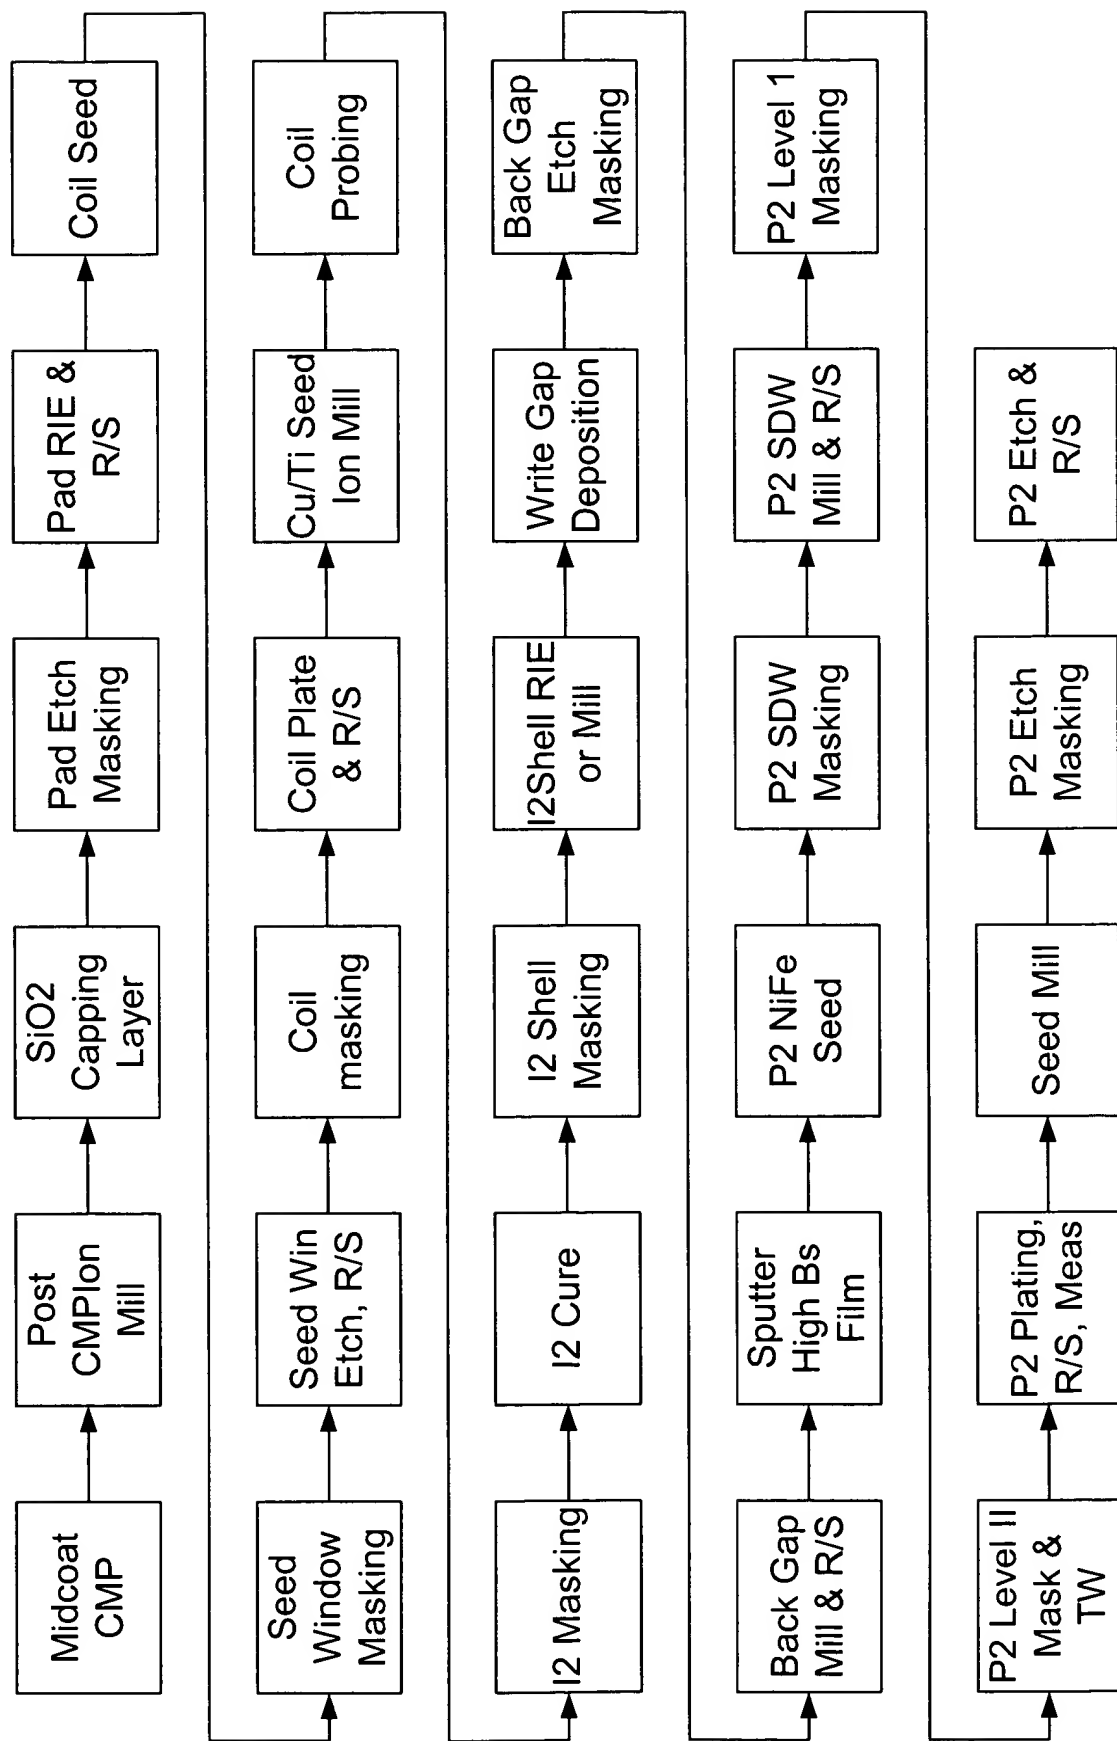 Midcoat
CMP
Post
CMPIon
Mill
SiO2
Capping
Layer
Pad Etch
Masking
Pad RIE &
R/S
Coil Seed
Seed
Window
Masking
Seed Win
Etch, R/S
Coil
masking
Coil Plate
& R/S
Cu/Ti Seed
Ion Mill
Coil
Probing
I2 Masking
I2 Cure
I2 Shell
Masking
I2Shell RIE
or Mill
Write Gap
Deposition
Back Gap
Etch
Masking
Back Gap
Mill & R/S
Sputter
High Bs
Film
P2 NiFe
Seed
P2 SDW
Masking
P2 SDW
Mill & R/S
P2 Level 1
Masking
P2 Level II
Mask &
TW
P2 Plating,
R/S, Meas
Seed Mill
P2 Etch
Masking
P2 Etch &
R/S